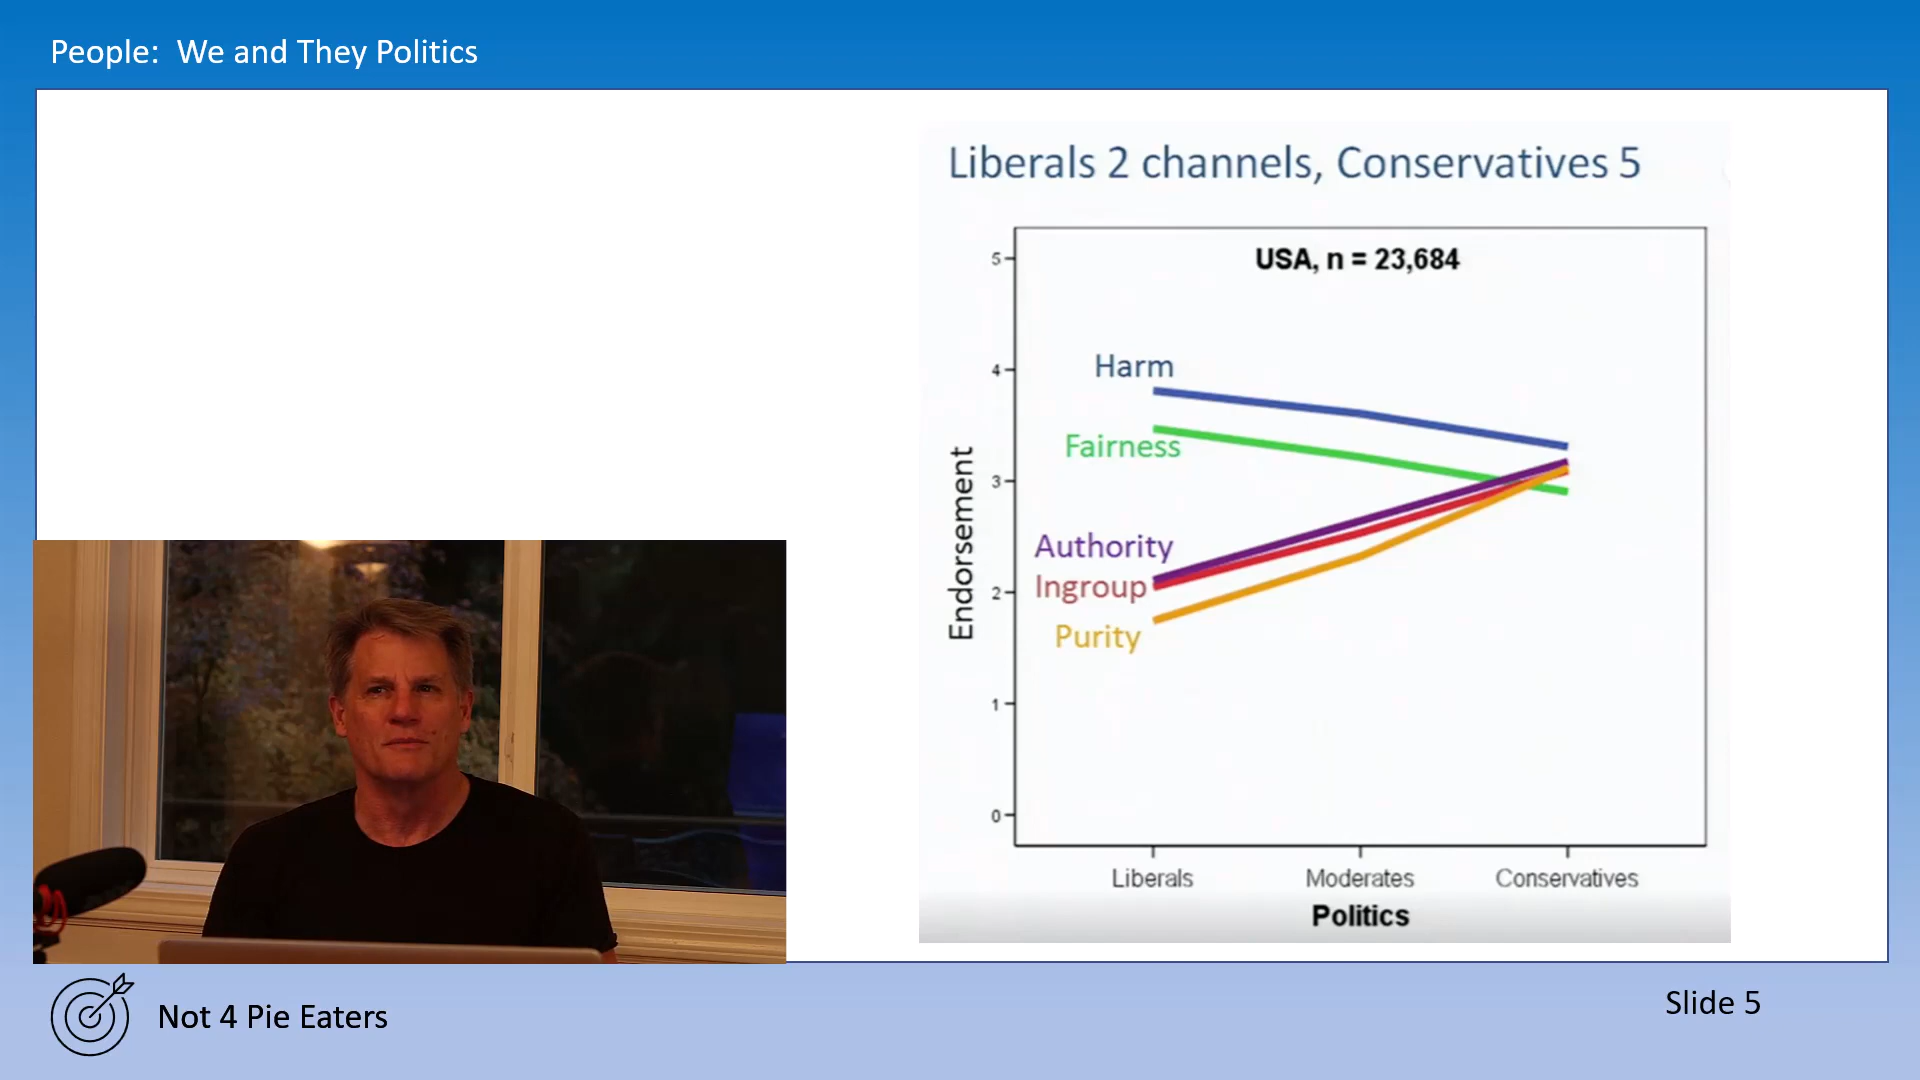 People: We and They Politics
Liberals 2 channels, Conservatives 5
USA, n = 23,684
5
4
3
2
1
0
Endorsement
Harm
Fairness
Authority
Ingroup
Purity
Liberals
Moderates
Conservatives
Politics
Not 4 Pie Eaters
Slide 5